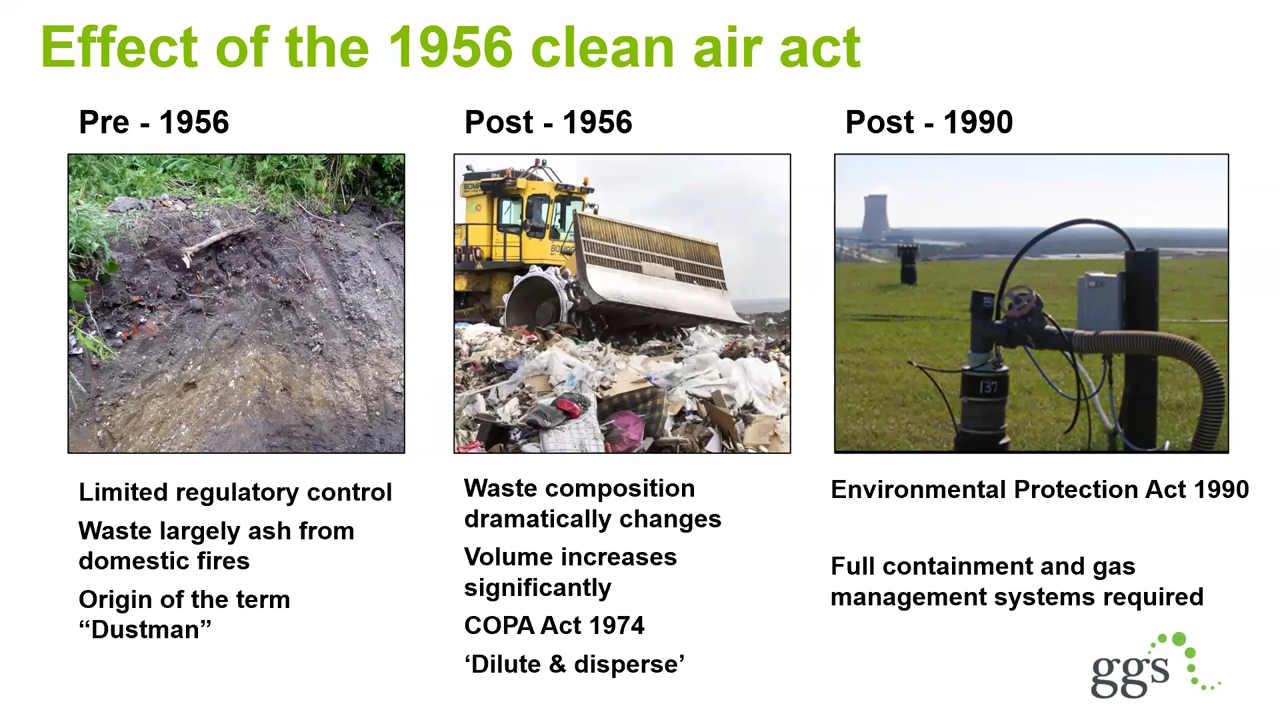 Effect of the 1956 clean air act
Pre - 1956
Limited regulatory control
Waste largely ash from
domestic fires
Origin of the term
“Dustman”
Post - 1956
BOMAG
Waste composition
dramatically changes
Volume increases
significantly
COPA Act 1974
‘Dilute & disperse’
Post - 1990
137
Environmental Protection Act 1990
Full containment and gas
management systems required
ggs